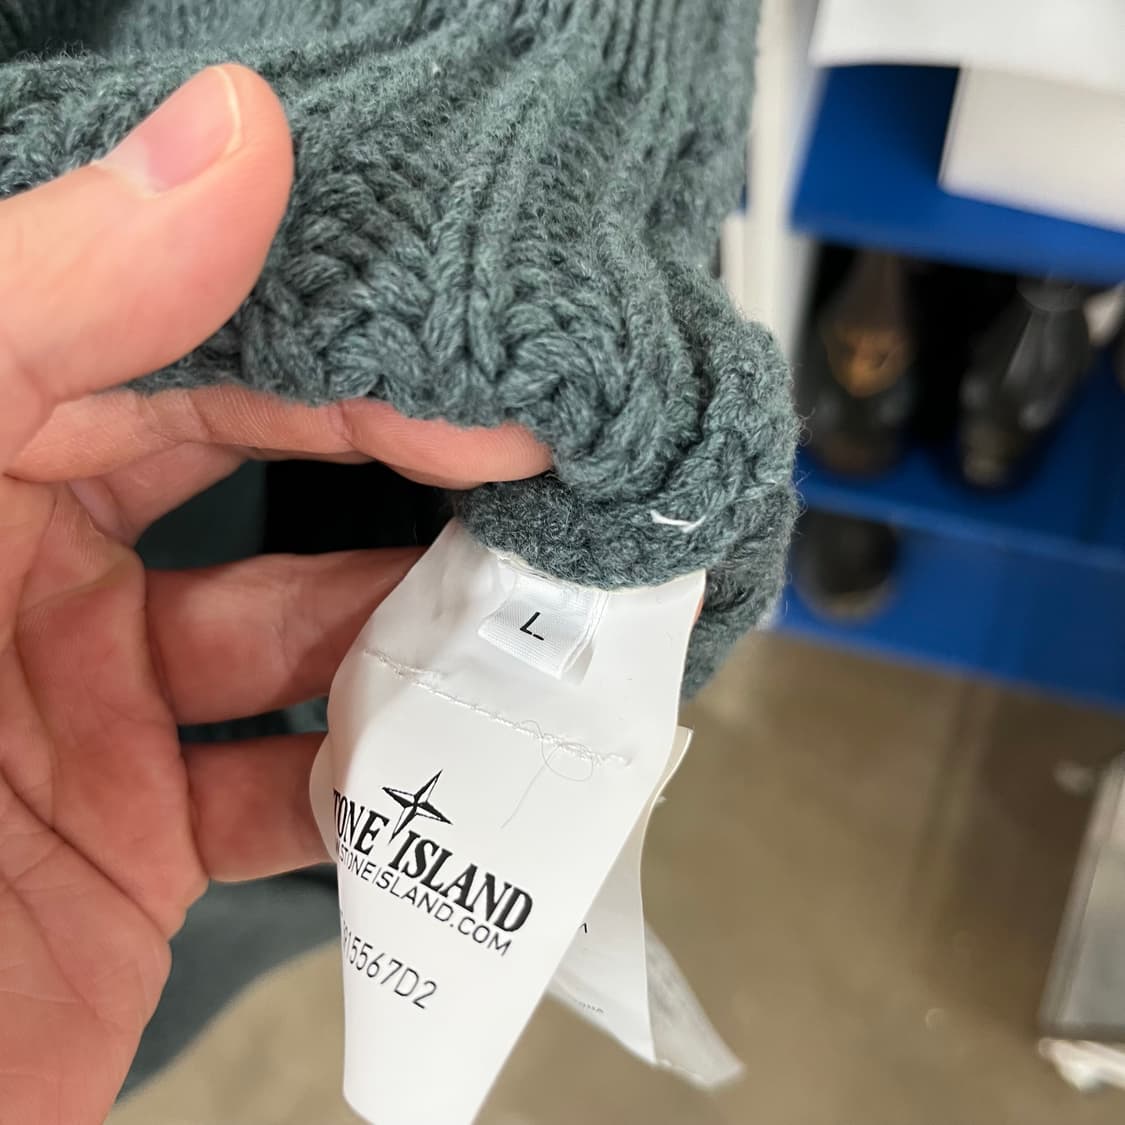 L
STONE ISLAND
STONEISLAND.COM
15567D2